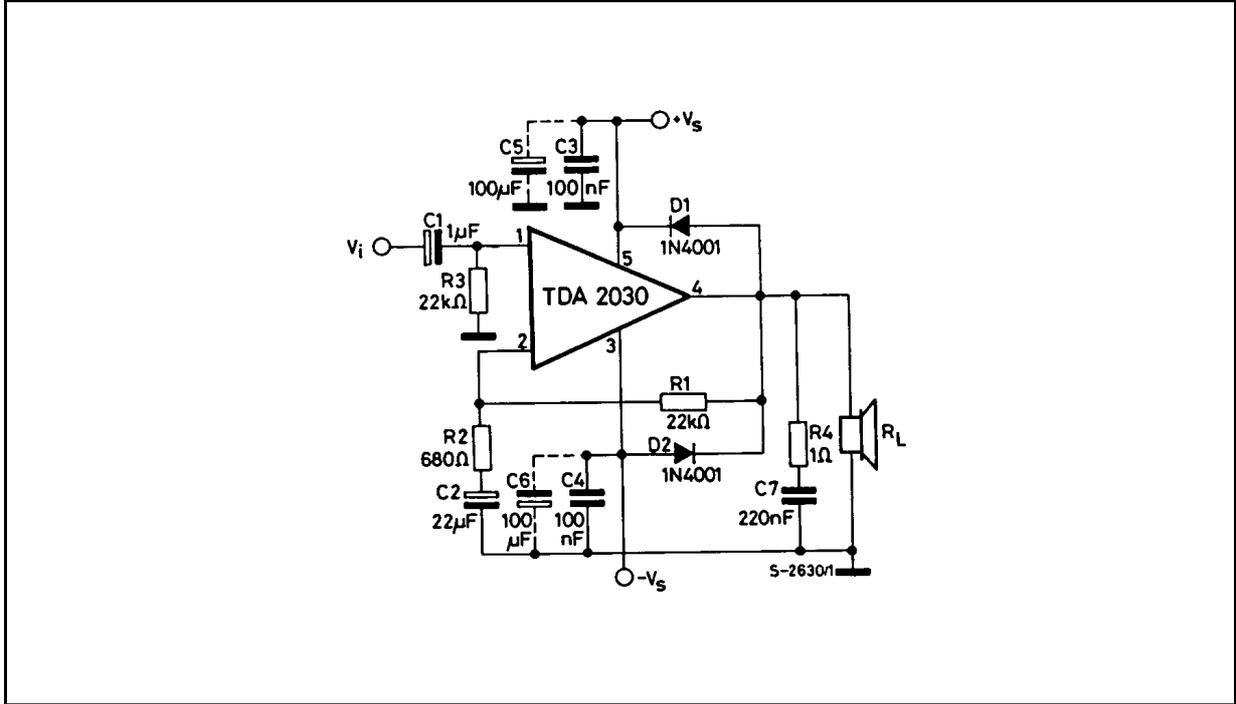 +Vs
C5
C3
100µF
100 nF
D1
1N4001
C1
1µF
Vi
1
5
R3
22kΩ
TDA 2030
4
2
3
R1
22kΩ
R2
680Ω
D2
1N4001
R4
1Ω
RL
C2
22µF
C6
100
µF
C4
100
nF
C7
220nF
S-2630/1
-Vs